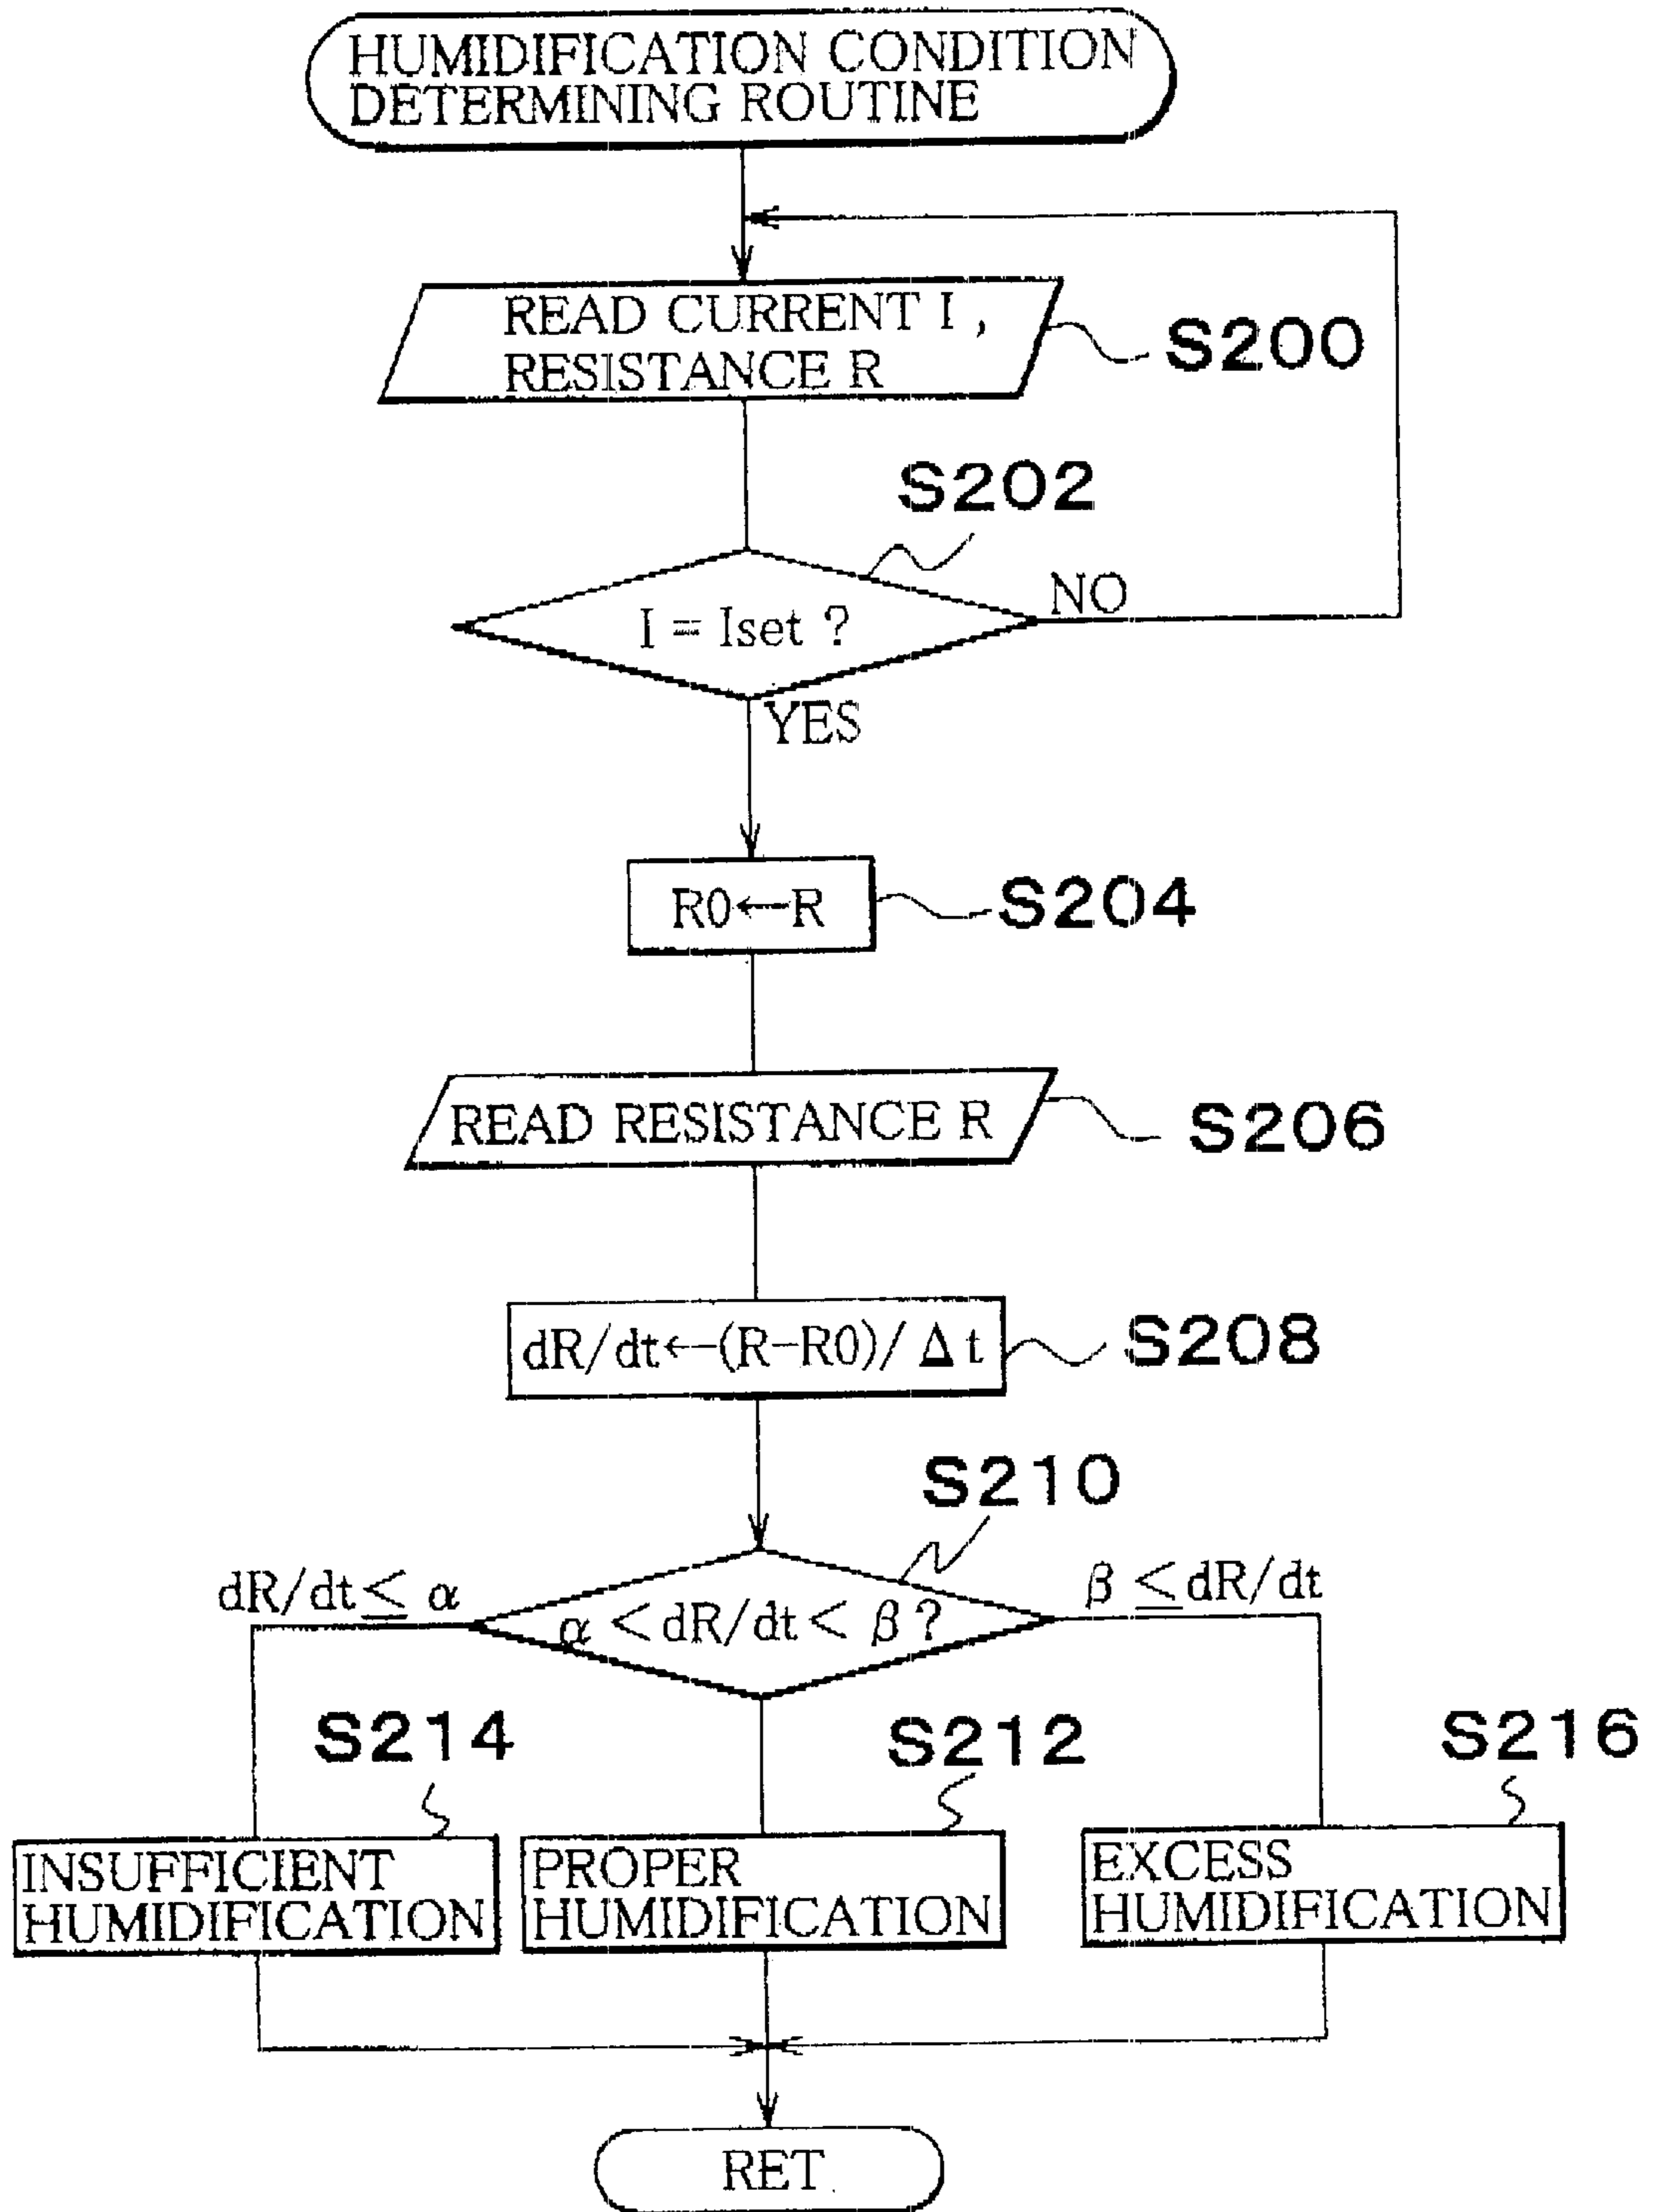 HUMIDIFICATION CONDITION
DETERMINING ROUTINE
READ CURRENT I ,
RESISTANCE R
S200
S202
I = Iset ?
NO
YES
R0←R
S204
READ RESISTANCE R
S206
dR/dt←(R-R0)/Δt
S208
S210
dR/dt≦α
α<dR/dt<β?
β≦dR/dt
S214
S212
S216
INSUFFICIENT
HUMIDIFICATION
PROPER
HUMIDIFICATION
EXCESS
HUMIDIFICATION
RET